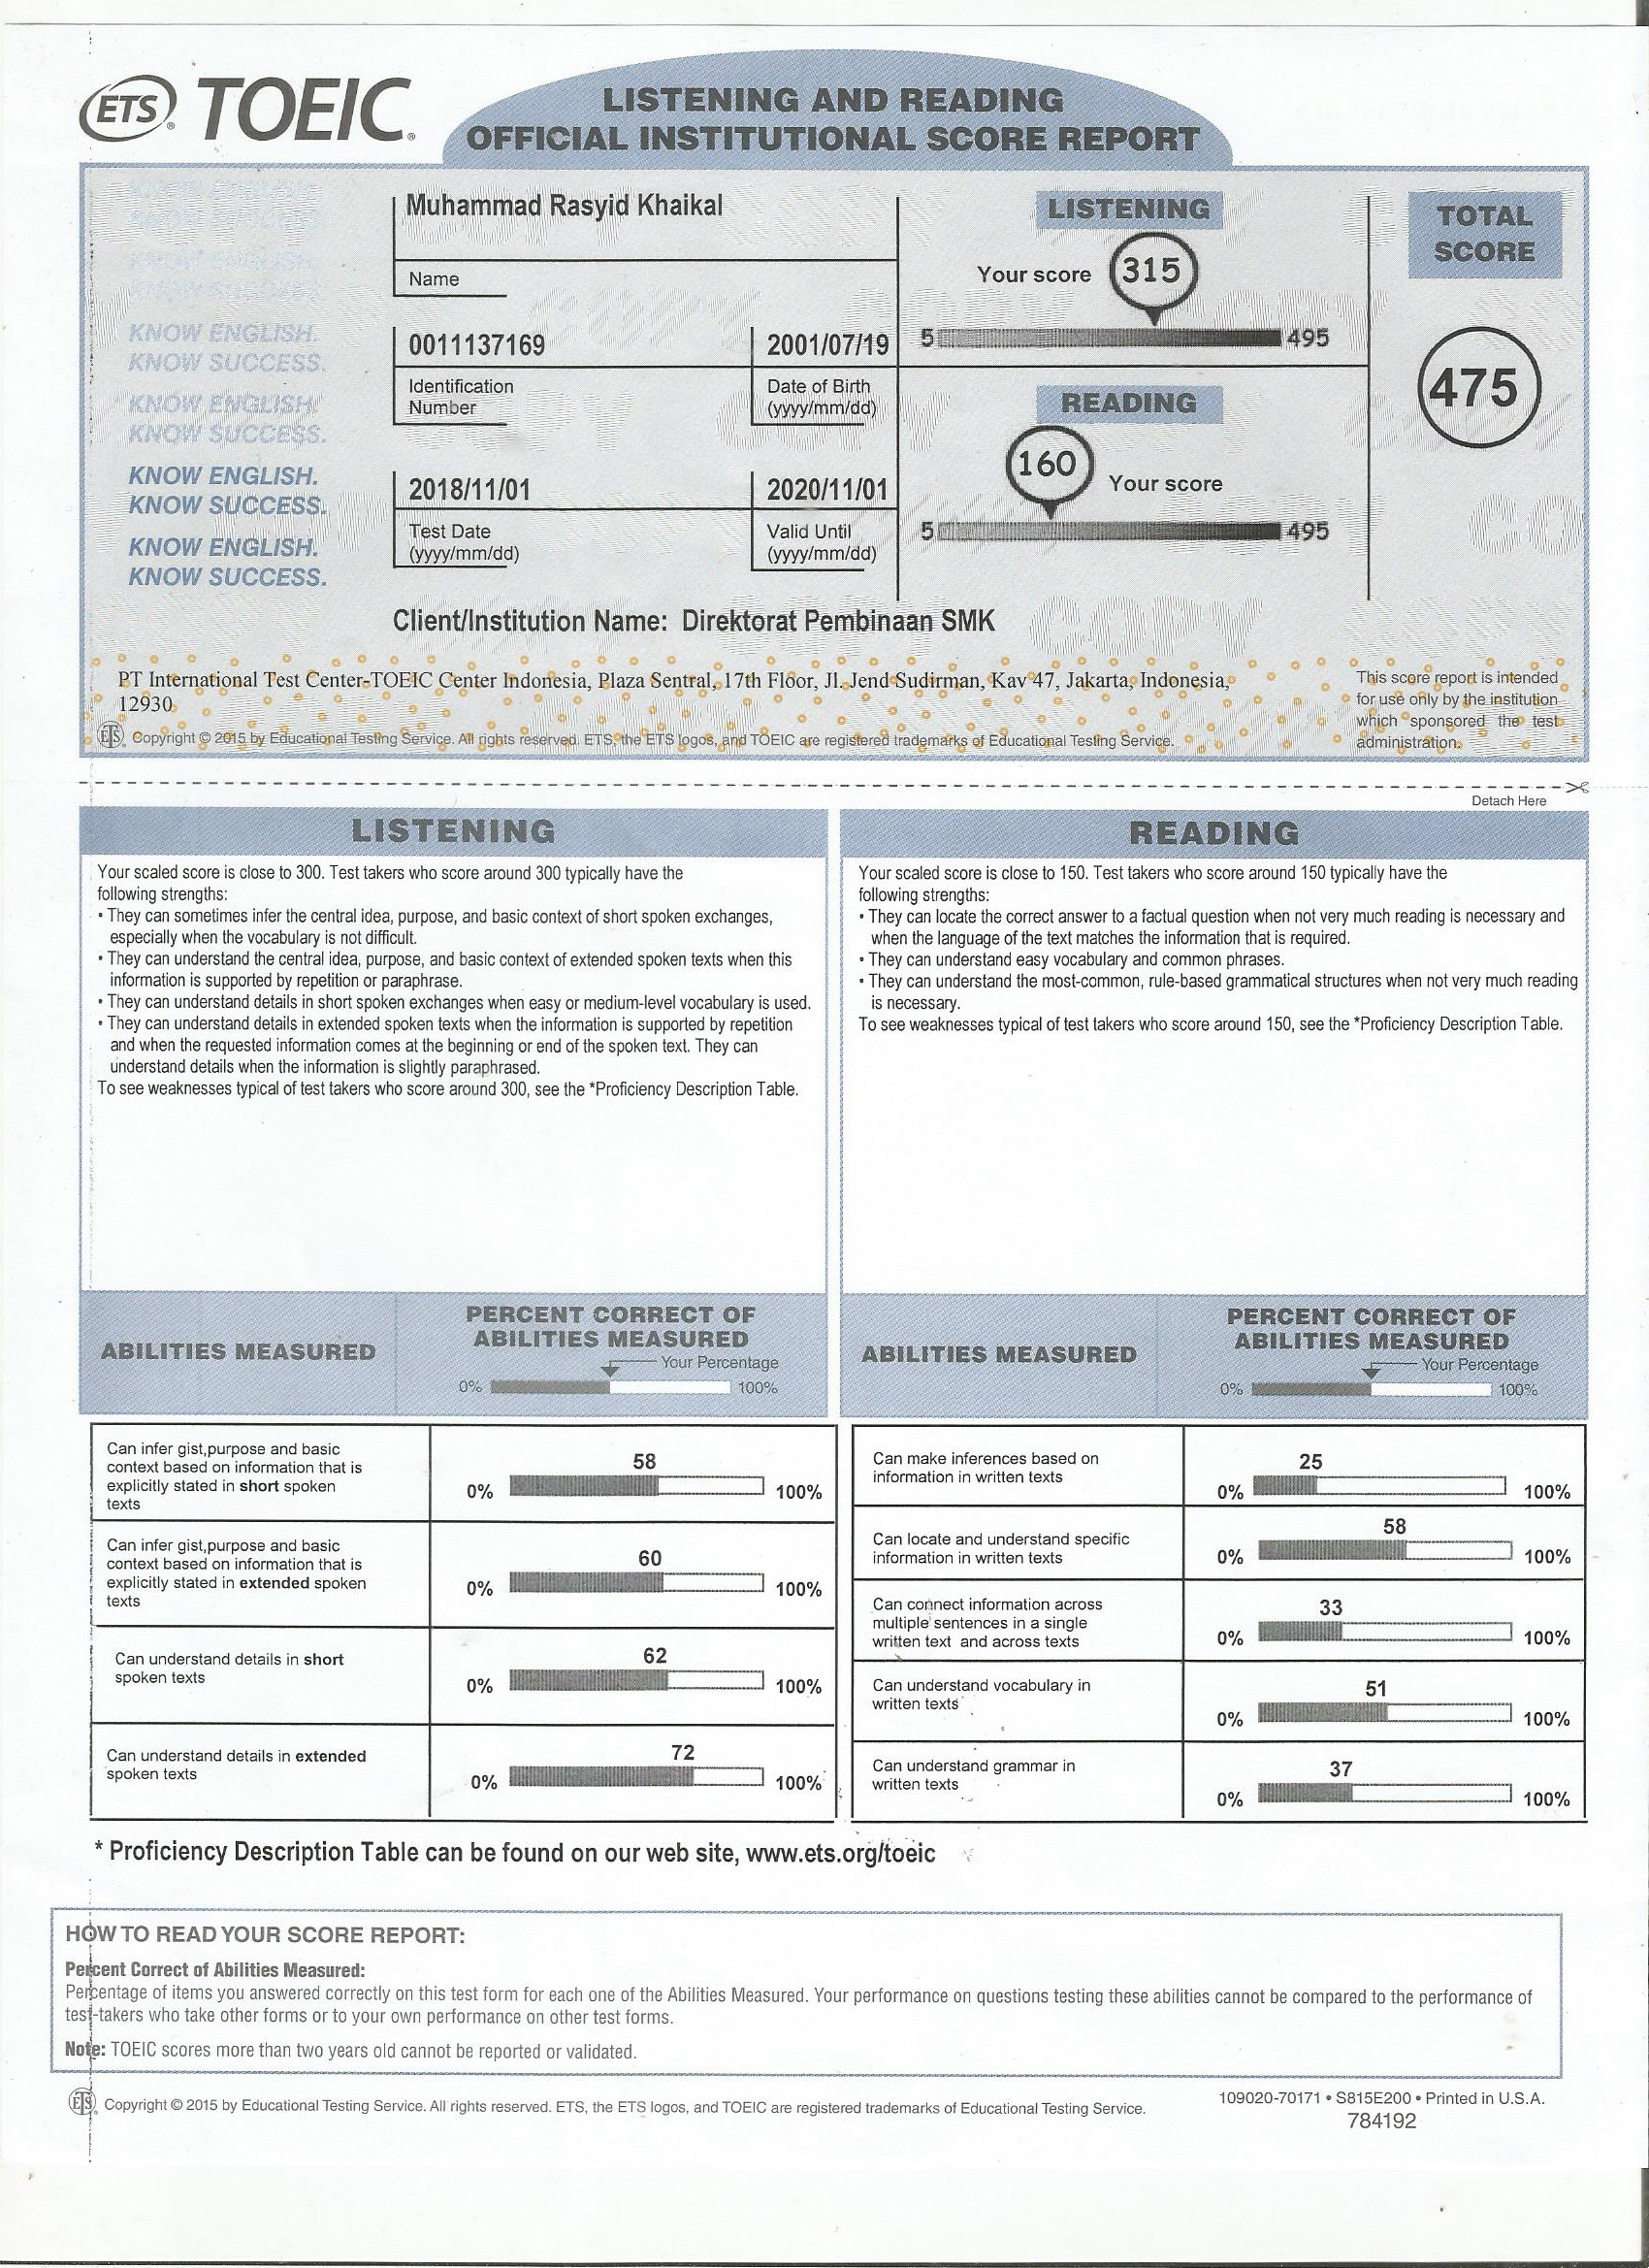 ETS® TOEIC®
LISTENING AND READING
OFFICIAL INSTITUTIONAL SCORE REPORT
KNOW ENGLISH.
KNOW SUCCESS.
KNOW ENGLISH.
KNOW SUCCESS.
KNOW ENGLISH.
KNOW SUCCESS.
KNOW ENGLISH.
KNOW SUCCESS.
Muhammad Rasyid Khaikal
Name
0011137169
Identification
Number
2001/07/19
Date of Birth
(yyyy/mm/dd)
2018/11/01
Test Date
(yyyy/mm/dd)
2020/11/01
Valid Until
(yyyy/mm/dd)
LISTENING
Your score 315
5 495
READING
160 Your score
5 495
TOTAL
SCORE
475
COPY
Client/Institution Name: Direktorat Pembinaan SMK
PT International Test Center-TOEIC Center Indonesia, Plaza Sentral, 17th Floor, Jl. Jend Sudirman, Kav 47, Jakarta, Indonesia,
12930
ETS® Copyright © 2015 by Educational Testing Service. All rights reserved. ETS, the ETS logos, and TOEIC are registered trademarks of Educational Testing Service.
This score report is intended
for use only by the institution
which sponsored the test
administration.
Detach Here
LISTENING
Your scaled score is close to 300. Test takers who score around 300 typically have the
following strengths:
• They can sometimes infer the central idea, purpose, and basic context of short spoken exchanges,
especially when the vocabulary is not difficult.
• They can understand the central idea, purpose, and basic context of extended spoken texts when this
information is supported by repetition or paraphrase.
• They can understand details in short spoken exchanges when easy or medium-level vocabulary is used.
• They can understand details in extended spoken texts when the information is supported by repetition
and when the requested information comes at the beginning or end of the spoken text. They can
understand details when the information is slightly paraphrased.
To see weaknesses typical of test takers who score around 300, see the *Proficiency Description Table.
READING
Your scaled score is close to 150. Test takers who score around 150 typically have the
following strengths:
• They can locate the correct answer to a factual question when not very much reading is necessary and
when the language of the text matches the information that is required.
• They can understand easy vocabulary and common phrases.
• They can understand the most-common, rule-based grammatical structures when not very much reading
is necessary.
To see weaknesses typical of test takers who score around 150, see the *Proficiency Description Table.
ABILITIES MEASURED
PERCENT CORRECT OF
ABILITIES MEASURED
Your Percentage
0% 100%
Can infer gist,purpose and basic
context based on information that is
explicitly stated in short spoken
texts
58
0% 100%
Can infer gist,purpose and basic
context based on information that is
explicitly stated in extended spoken
texts
60
0% 100%
Can understand details in short
spoken texts
62
0% 100%
Can understand details in extended
spoken texts
72
0% 100%
ABILITIES MEASURED
PERCENT CORRECT OF
ABILITIES MEASURED
Your Percentage
0% 100%
Can make inferences based on
information in written texts
25
0% 100%
Can locate and understand specific
information in written texts
58
0% 100%
Can connect information across
multiple sentences in a single
written text and across texts
33
0% 100%
Can understand vocabulary in
written texts
51
0% 100%
Can understand grammar in
written texts
37
0% 100%
* Proficiency Description Table can be found on our web site, www.ets.org/toeic
HOW TO READ YOUR SCORE REPORT:
Percent Correct of Abilities Measured:
Percentage of items you answered correctly on this test form for each one of the Abilities Measured. Your performance on questions testing these abilities cannot be compared to the performance of
test-takers who take other forms or to your own performance on other test forms.
Note: TOEIC scores more than two years old cannot be reported or validated.
ETS® Copyright © 2015 by Educational Testing Service. All rights reserved. ETS, the ETS logos, and TOEIC are registered trademarks of Educational Testing Service.
109020-70171 • S815E200 • Printed in U.S.A.
784192